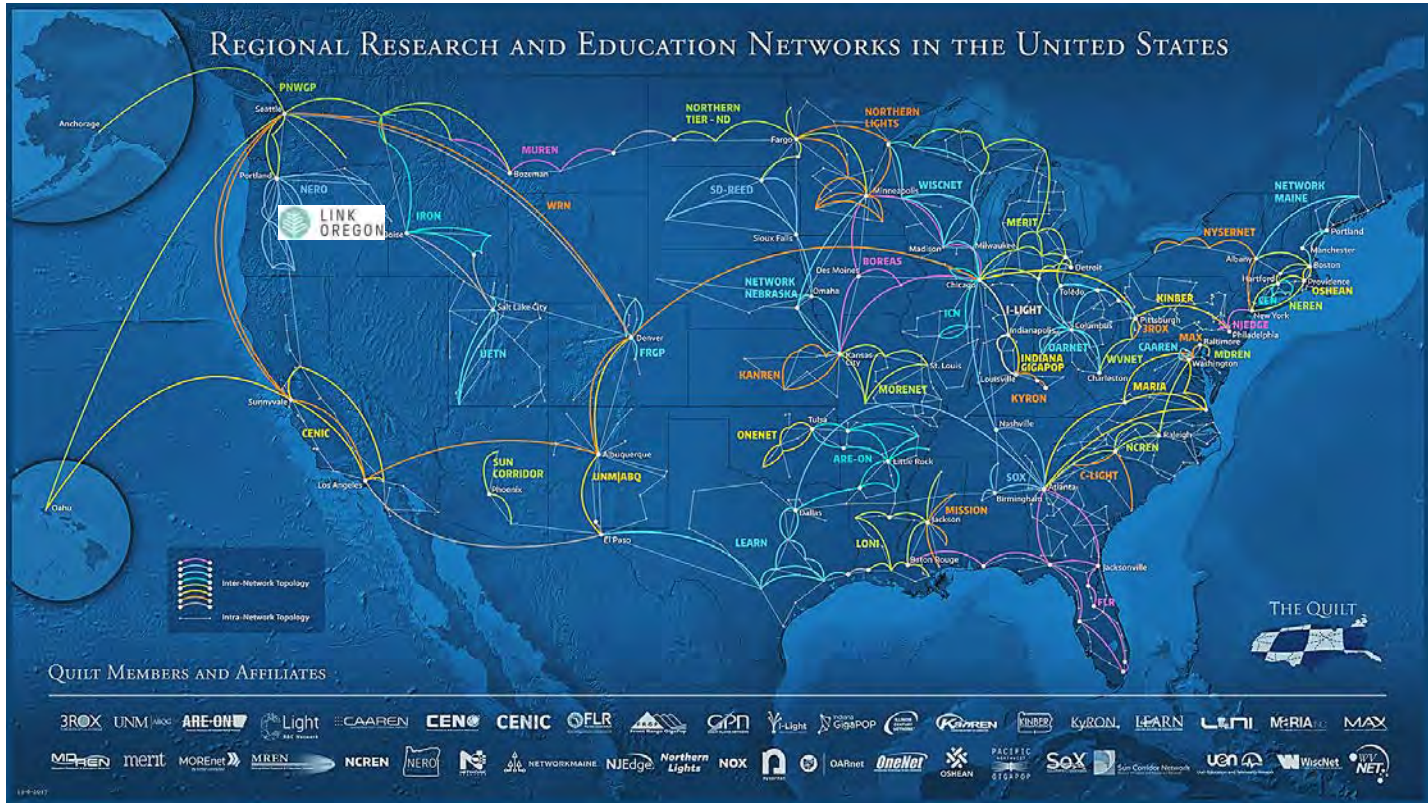 REGIONAL RESEARCH AND EDUCATION NETWORKS IN THE UNITED STATES
PNWGP
Seattle
Anchorage
NORTHERN
TIER - ND
NORTHERN
LIGHTS
Fargo
MUREN
Bozeman
Portland
NERO
LINK
OREGON
oise
IRON
WRN
SD-REED
Minneapolis
WISCNET
NETWORK
MAINE
Sioux Falls
MERIT
NYSERNET
Portland
Madison
Milwaukee
Manchester
Albany
Boston
Des Moines
BOREAS
Detroit
Hartford
Providence
OSHEAN
NETWORK
NEBRASKA
Omaha
Chicago
Toledo
KINBER
CEN
NEREN
Salt Lake City
I-LIGHT
ICN
New York
Indianapolis
Columbus
Pittsburgh
3ROX
NJEDGE
Philadelphia
Denver
FRGP
UETN
OARNET
MAX
Baltimore
CAAREN
MDREN
Washington
Kansas
City
St. Louis
INDIANA
GIGAPOP
WVNET
KANREN
Louisville
Charleston
MORENET
KYRON
MARIA
Sunnyvale
CENIC
Tulsa
Nashville
ONENET
Raleigh
NCREN
Albuquerque
ARE-ON
Little Rock
SUN
CORRIDOR
UNM|ABQ
SOX
C-LIGHT
Los Angeles
Phoenix
Birmingham
Atlanta
Oahu
Dallas
MISSION
Jackson
El Paso
LEARN
LONI
Baton Rouge
Jacksonville
Inter-Network Topology
FLR
THE QUILT
Intra-Network Topology
QUILT MEMBERS AND AFFILIATES
3ROX UNM ARE-ON Light CAAREN CEN CENIC FLR GPN I-Light Indiana GigaPOP KanREN KINBER KyRON LEARN LONI MARIA MAX
MDREN merit MOREnet MREN NCREN NERO NETWORKMAINE NJEdge Northern Lights NOX OARnet OneNet OSHEAN PACIFIC NORTHWEST GIGAPOP SoX Sun Corridor Network UEN WiscNet WV NET